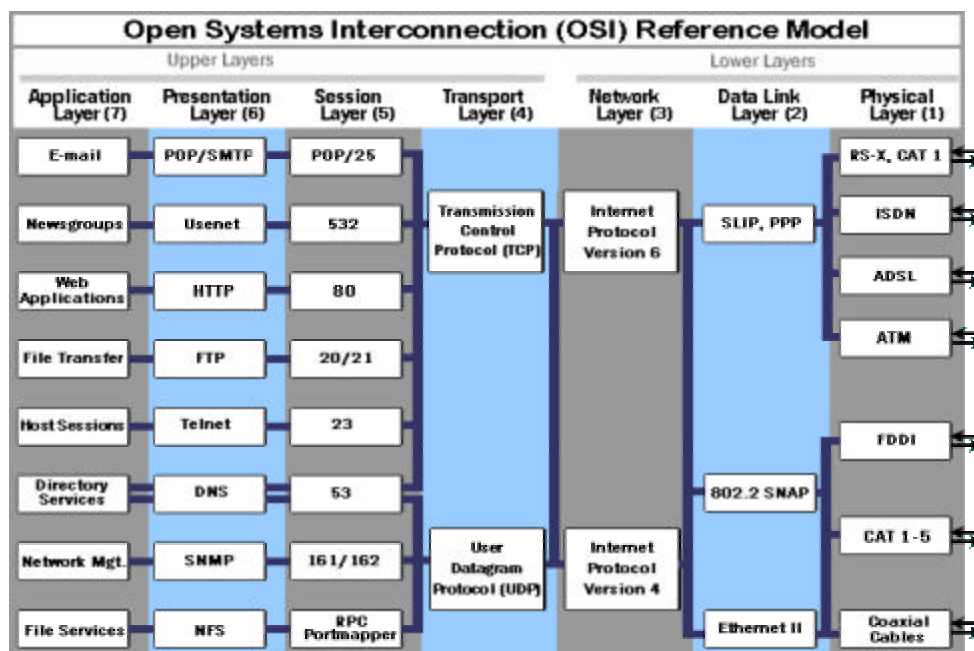 Open Systems Interconnection (OSI) Reference Model
Upper Layers
Lower Layers
Application
Layer (7)
Presentation
Layer (6)
Session
Layer (5)
Transport
Layer (4)
Network
Layer (3)
Data Link
Layer (2)
Physical
Layer (1)
E-mail
POP/SMTP
POP/25
RS-X, CAT 1
Newsgroups
Usenet
532
Transmission
Control
Protocol (TCP)
Internet
Protocol
Version 6
SLIP, PPP
ISDN
Web
Applications
HTTP
80
ADSL
File Transfer
FTP
20/21
ATM
Host Sessions
Telnet
23
FDDI
Directory
Services
DNS
53
802.2 SNAP
Network Mgt.
SNMP
161/162
User
Datagram
Protocol (UDP)
Internet
Protocol
Version 4
CAT 1-5
File Services
NFS
RPC
Portmapper
Ethernet II
Coaxial
Cables